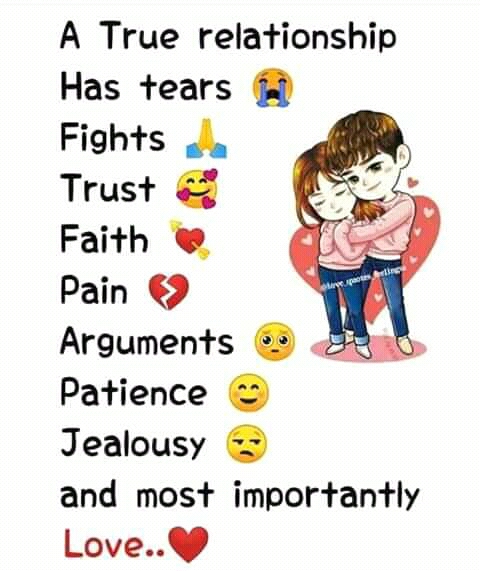 A True relationship
Has tears 😭
Fights 🙏
Trust 🥰
Faith 💘
Pain 💔
Arguments 🥺
Patience 😊
Jealousy 😒
and most importantly
Love..❤
@love_quotes_feelings